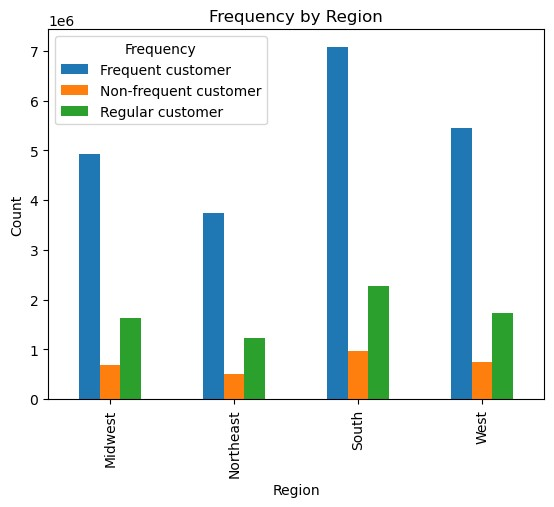 Frequency by Region
1e6
Frequency
Frequent customer
Non-frequent customer
Regular customer
7
6
5
4
3
2
1
0
Count
Midwest
Northeast
South
West
Region